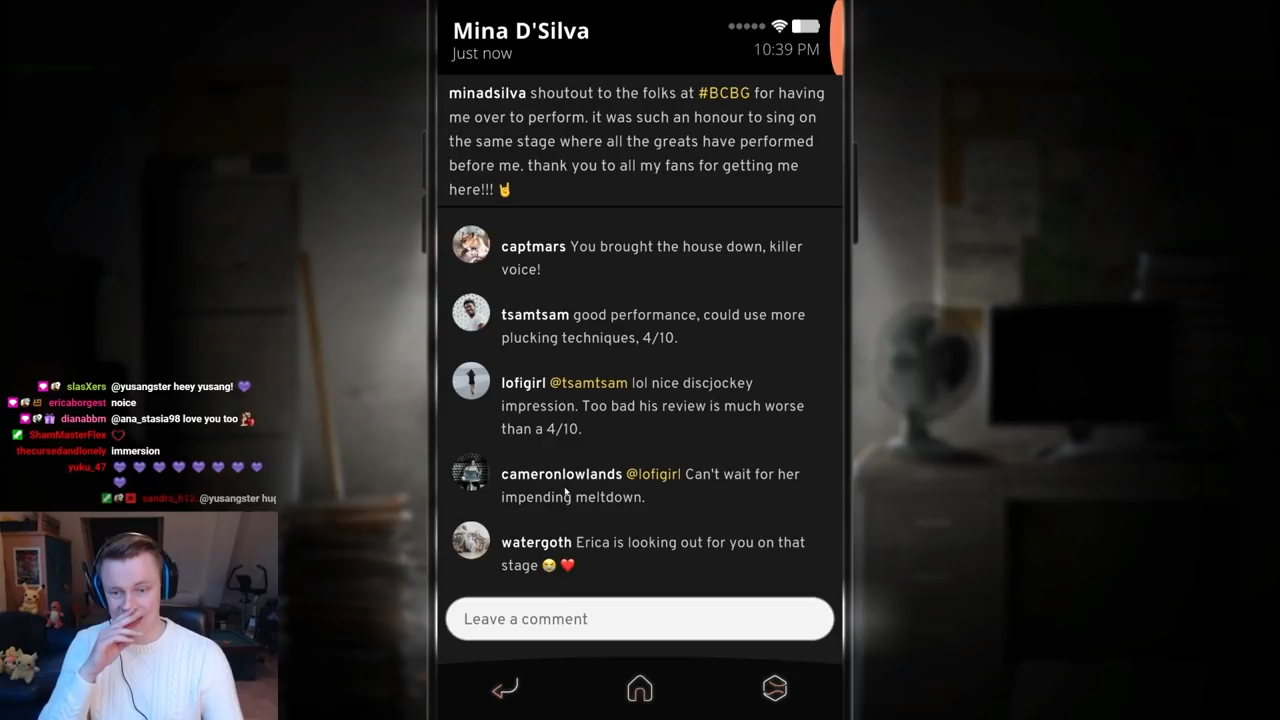 Mina D'Silva
Just now
10:39 PM
minadsilva shoutout to the folks at #BCBG for having
me over to perform. it was such an honour to sing on
the same stage where all the greats have performed
before me. thank you to all my fans for getting me
here!!! 🤘
captmars You brought the house down, killer
voice!
tsamtsam good performance, could use more
plucking techniques, 4/10.
lofigirl @tsamtsam lol nice discjockey
impression. Too bad his review is much worse
than a 4/10.
cameronlowlands @lofigirl Can't wait for her
impending meltdown.
watergoth Erica is looking out for you on that
stage 😭 ❤️
Leave a comment
slasXers @yusangster heey yusang! 💜
ericaborgest noice
dianabbm @ana_stasia98 love you too
ShamMasterFlex
thecursedandlonely immersion
yuku_47 💜 💜 💜 💜 💜 💜 💜
💜
sandra_h12. @yusangster hug